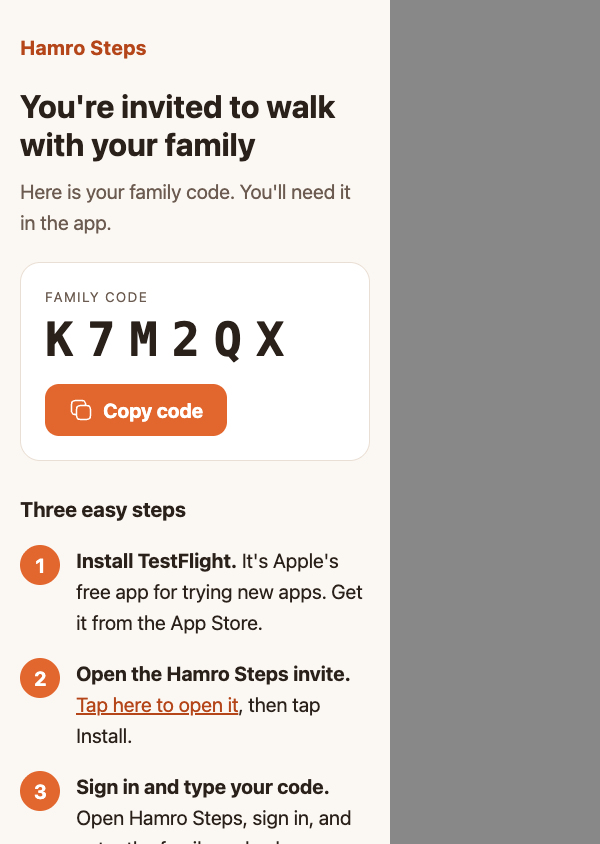 Hamro Steps
You're invited to walk
with your family
Here is your family code. You'll need it
in the app.
FAMILY CODE
K7M2QX
Copy code
Three easy steps
1
Install TestFlight. It's Apple's
free app for trying new apps. Get
it from the App Store.
2
Open the Hamro Steps invite.
Tap here to open it, then tap
Install.
3
Sign in and type your code.
Open Hamro Steps, sign in, and